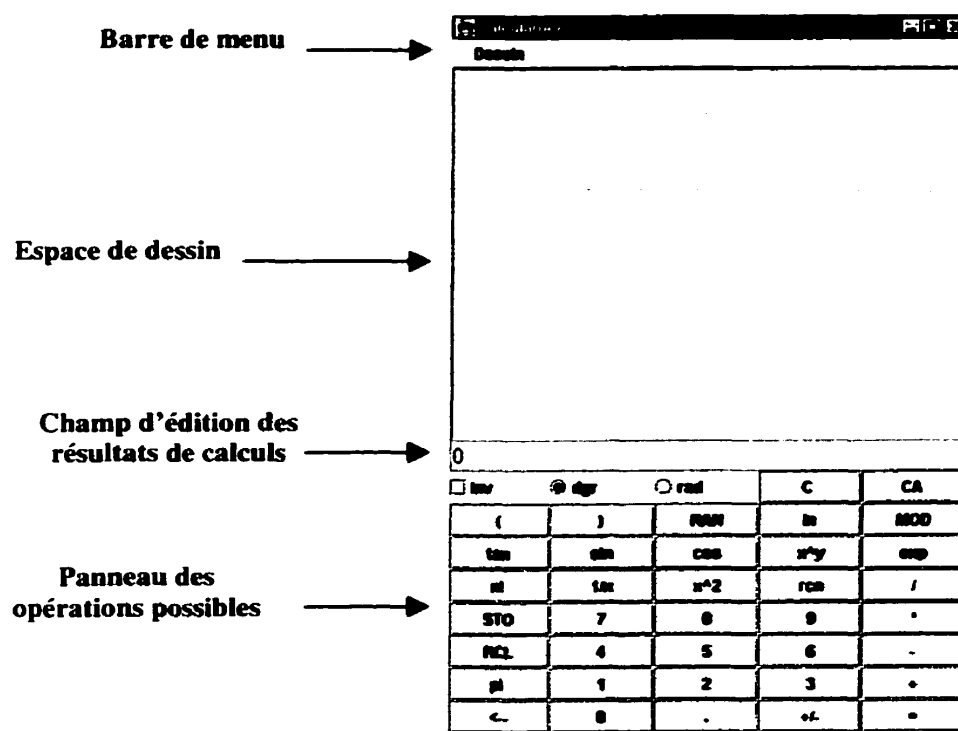 Barre de menu
Dessin
Espace de dessin
Champ d'édition des
résultats de calculs
0
Inv dgr rad C CA
( ) RAN ln MOD
tan sin cos x^y exp
x^2 /
STO 7 8 9 *
RCL 4 5 6 -
pi 1 2 3 +
<-- 0 . +/- =
Panneau des
opérations possibles